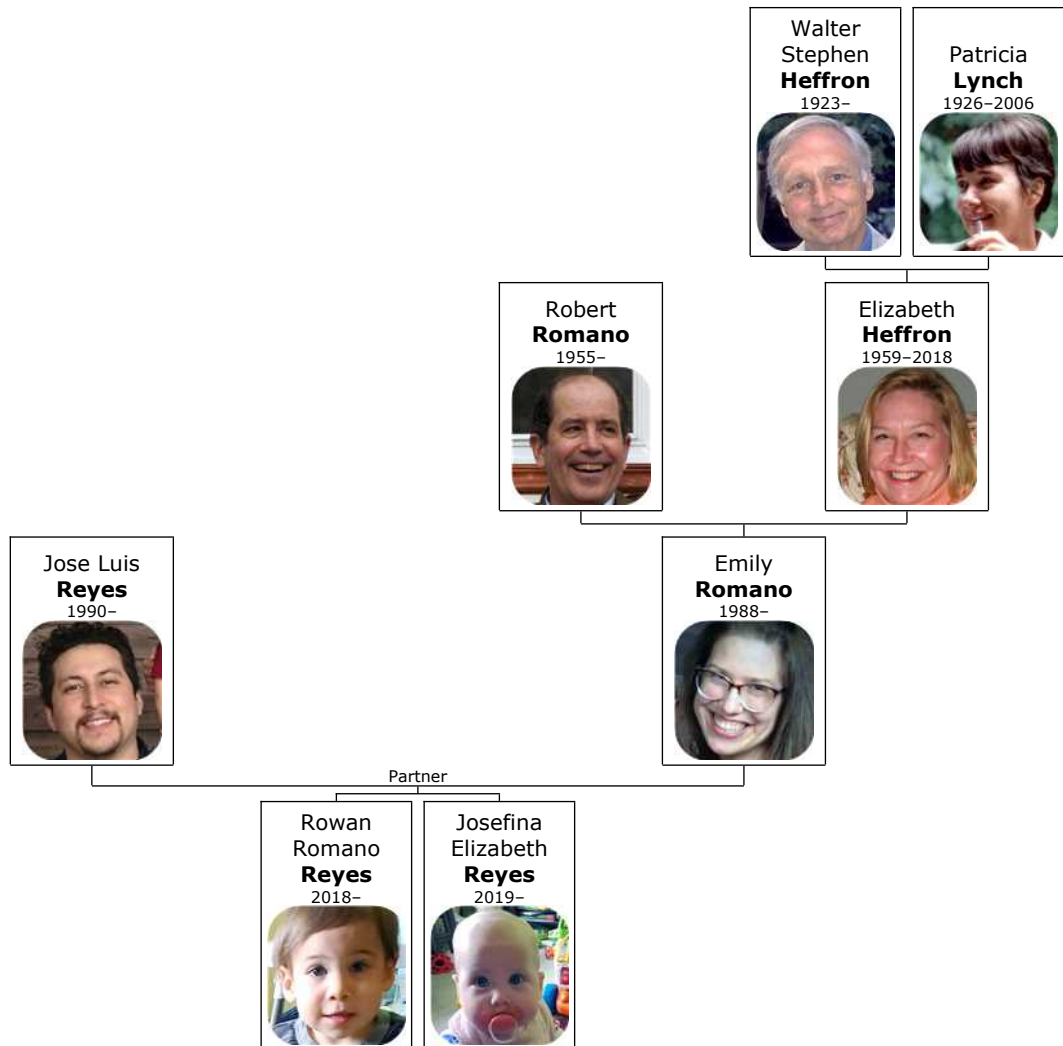 Walter
Stephen
Heffron
1923–
Patricia
Lynch
1926–2006
Robert
Romano
1955–
Elizabeth
Heffron
1959–2018
Jose Luis
Reyes
1990–
Emily
Romano
1988–
Partner
Rowan
Romano
Reyes
2018–
Josefina
Elizabeth
Reyes
2019–